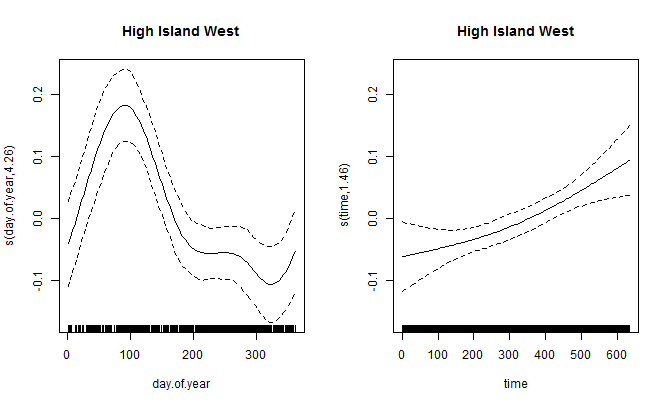 High Island West
s(day.of.year,4.26)
0.2
0.1
0.0
-0.1
0 100 200 300
day.of.year
High Island West
s(time,1.46)
0.2
0.1
0.0
-0.1
0 100 200 300 400 500 600
time